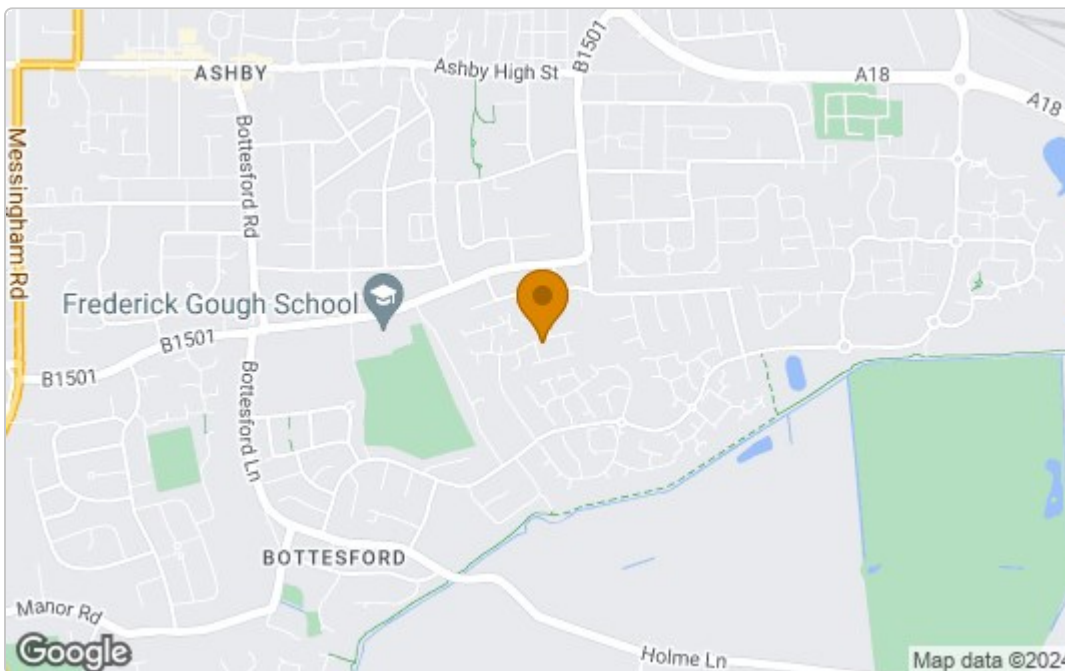 B1501
Ashby High St
ASHBY
A18
A18
Messingham Rd
Bottesford Rd
Frederick Gough School
B1501
B1501
Bottesford Ln
BOTTESFORD
Manor Rd
Holme Ln
Google
Map data ©2024